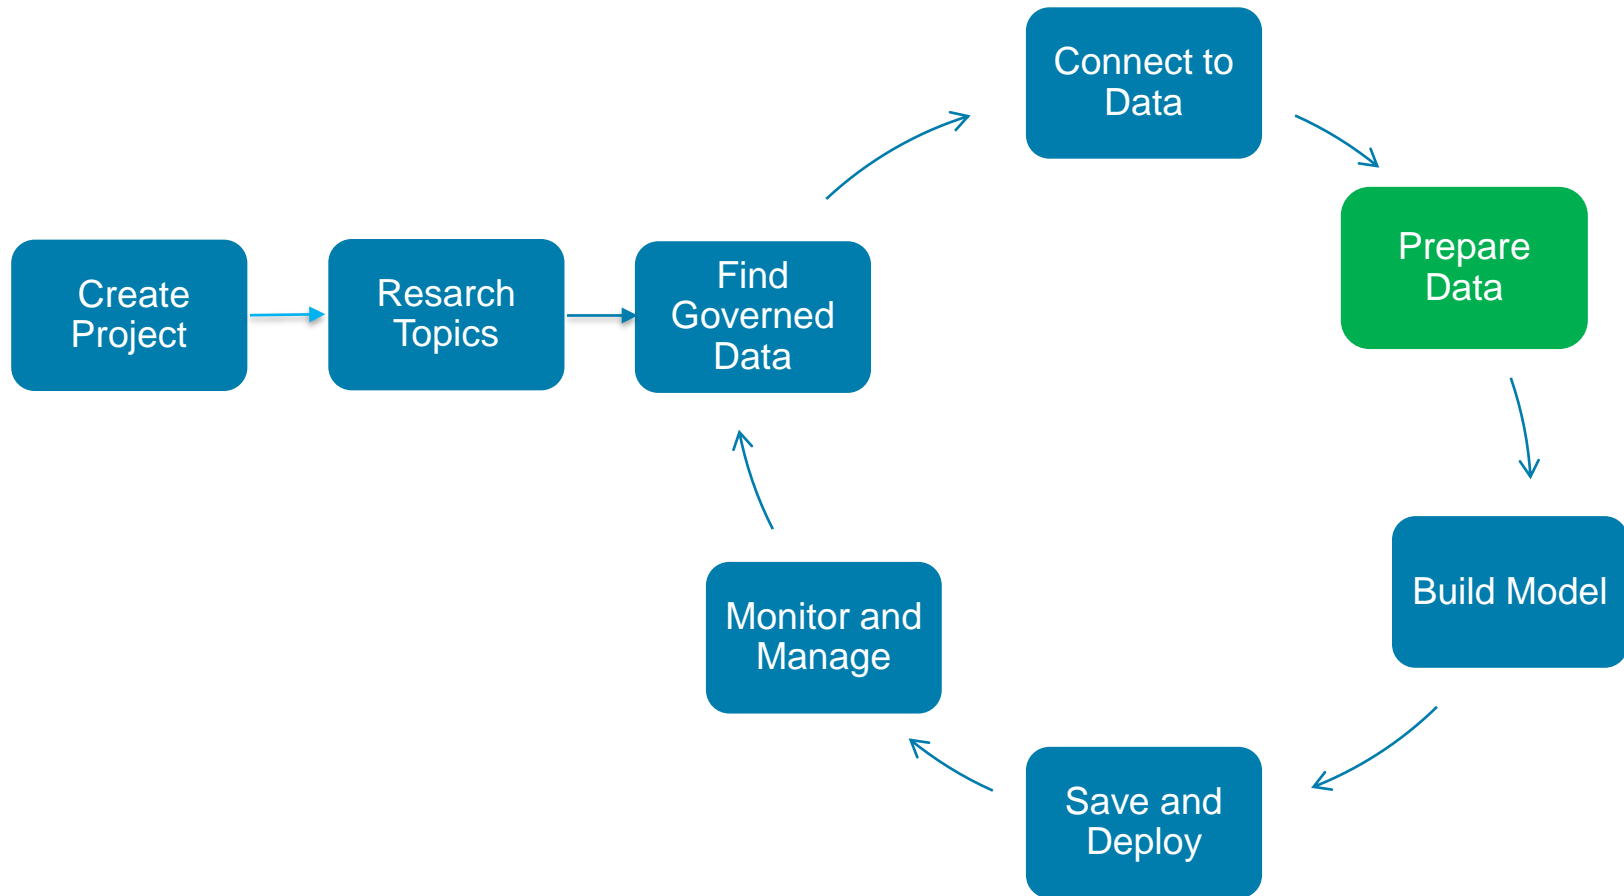 Create
Project
Resarch
Topics
Find
Governed
Data
Connect to
Data
Prepare
Data
Build Model
Save and
Deploy
Monitor and
Manage